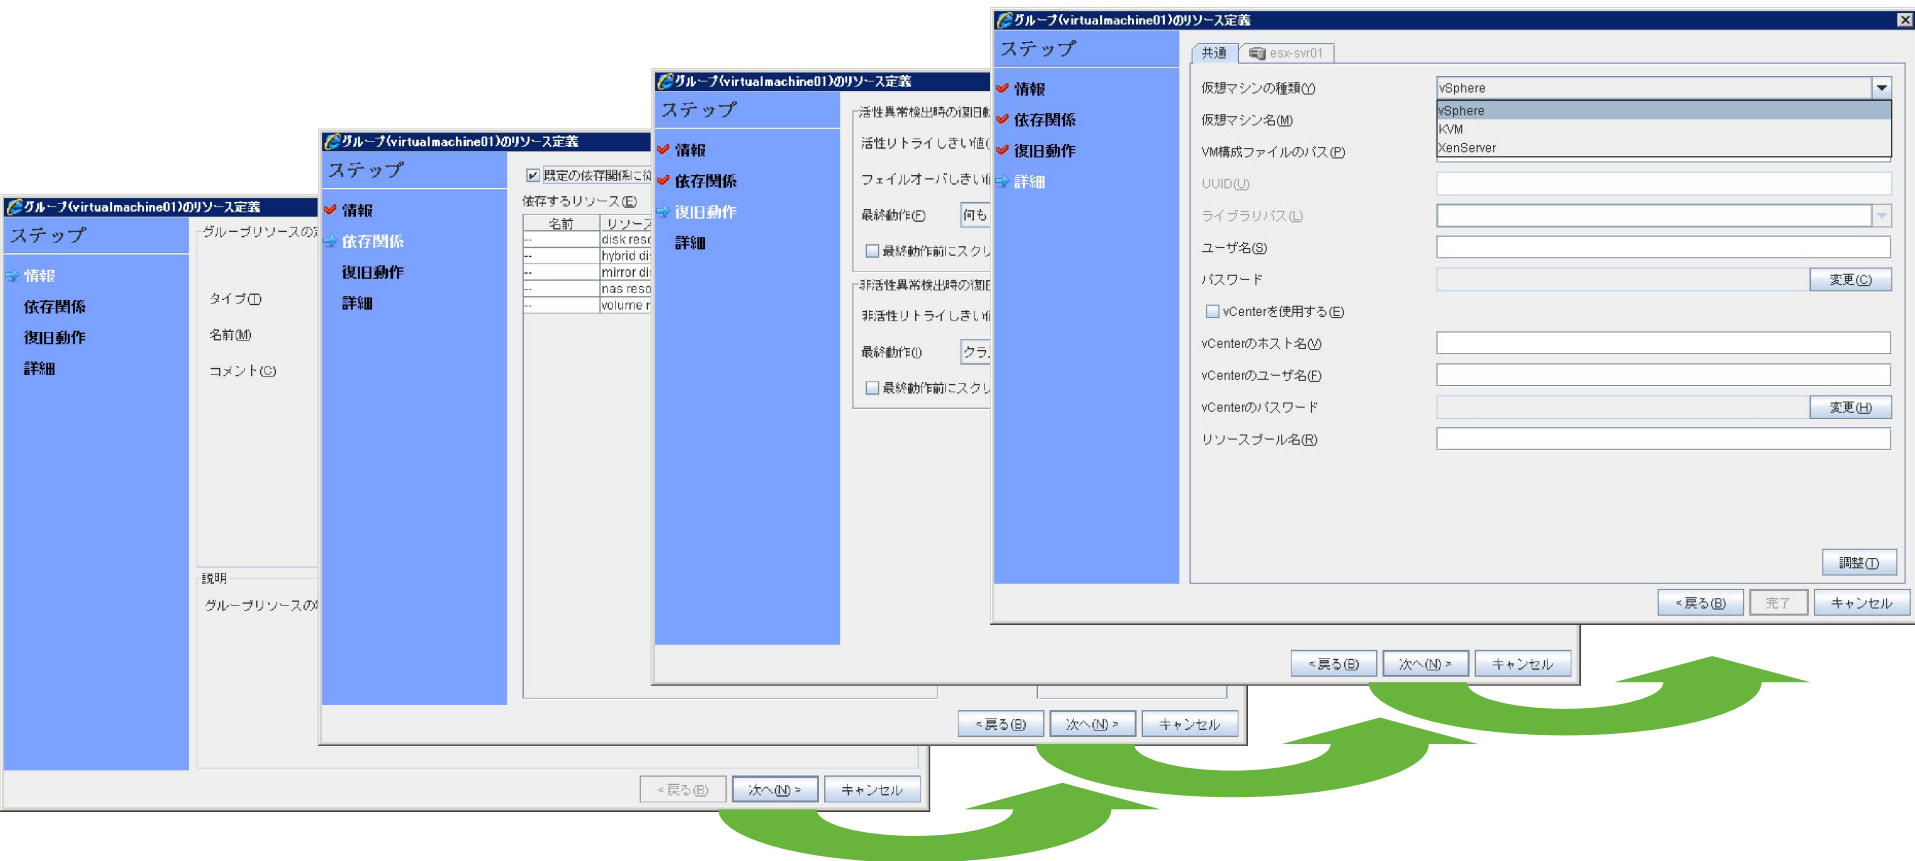 グループ(virtualmachine01)のリソース定義
ステップ
情報
依存関係
復旧動作
詳細
グループリソースの
タイプ(T)
名前(M)
コメント(C)
説明
グループリソースの
<戻る(B)
次へ(N) >
キャンセル
グループ(virtualmachine01)のリソース定義
ステップ
情報
依存関係
復旧動作
詳細
既定の依存関係に
依存するリソース(E)
名前 リソース
-- disk reso
-- hybrid di
-- mirror di
-- nas reso
-- volume r
<戻る(B)
次へ(N) >
キャンセル
グループ(virtualmachine01)のリソース定義
ステップ
情報
依存関係
復旧動作
詳細
活性異常検出時の復旧動
活性リトライしきい値(
フェイルオーバしきい
最終動作(F) 何も
最終動作前にスクリ
非活性異常検出時の復旧
非活性リトライしきい
最終動作(I) クラ
最終動作前にスクリ
<戻る(B)
次へ(N) >
キャンセル
グループ(virtualmachine01)のリソース定義
ステップ
情報
依存関係
復旧動作
詳細
共通 esx-svr01
仮想マシンの種類(Y) vSphere
vSphere
KVM
XenServer
仮想マシン名(M)
VM構成ファイルのパス(P)
UUID(U)
ライブラリパス(L)
ユーザ名(S)
パスワード 変更(C)
vCenterを使用する(E)
vCenterのホスト名(V)
vCenterのユーザ名(F)
vCenterのパスワード 変更(H)
リソースプール名(R)
調整(T)
<戻る(B)
完了
キャンセル